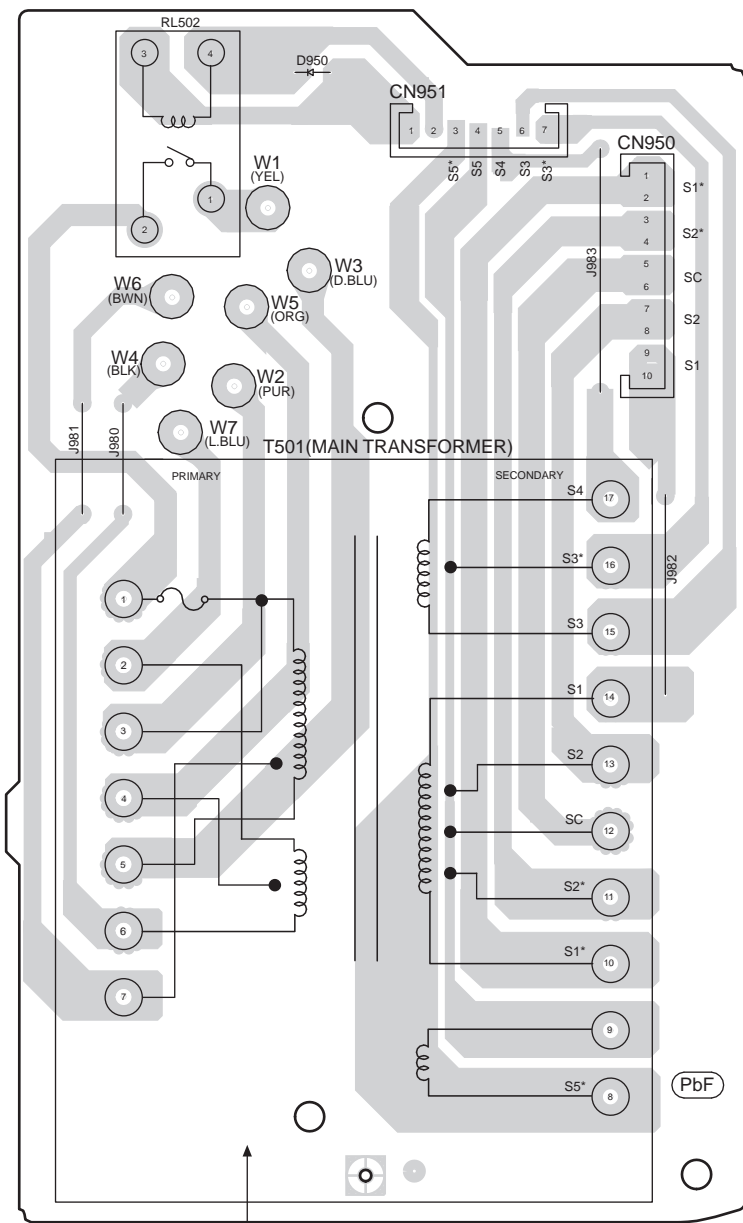 RL502
3
4
D950
CN951
1 2 3 4 5 6 7
S5* S5 S4 S3 S3*
CN950
1
2
S1*
3
4
S2*
5
6
SC
7
8
S2
9
10
S1
J983
1
2
W1
(YEL)
W3
(D.BLU)
W6
(BWN)
W5
(ORG)
W4
(BLK)
W2
(PUR)
W7
(L.BLU)
J981
J980
T501(MAIN TRANSFORMER)
PRIMARY
SECONDARY
J982
1
2
3
4
5
6
7
S4
17
S3*
16
S3
15
S1
14
S2
13
SC
12
S2*
11
S1*
10
9
S5*
8
PbF